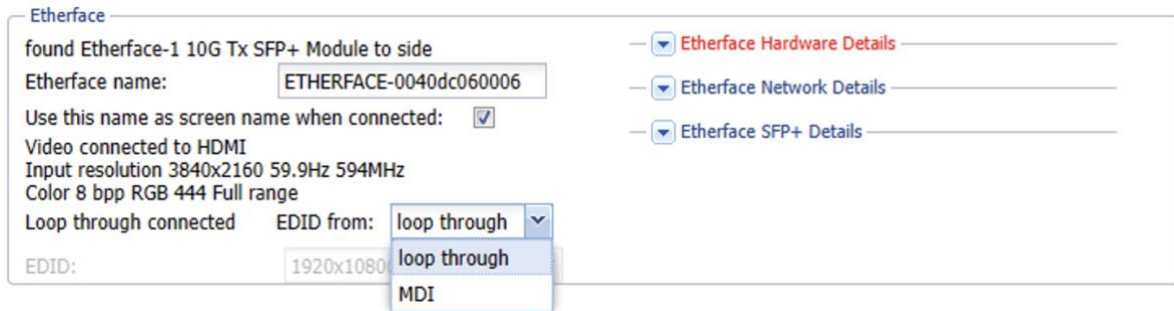 Etherface
found Etherface-1 10G Tx SFP+ Module to side
Etherface name: ETHERFACE-0040dc060006
Use this name as screen name when connected:
Video connected to HDMI
Input resolution 3840x2160 59.9Hz 594MHz
Color 8 bpp RGB 444 Full range
Loop through connected EDID from: loop through
loop through
MDI
EDID: 1920x1080
Etherface Hardware Details
Etherface Network Details
Etherface SFP+ Details